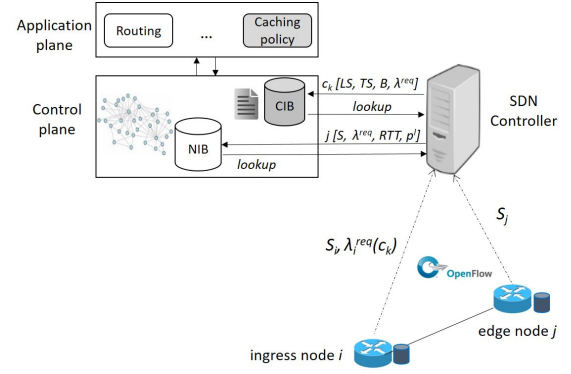 Application
plane
Routing
...
Caching
policy
Control
plane
CIB
NIB
c_k [LS, TS, B, λ^req]
lookup
j [S, λ^req, RTT, p^l]
lookup
SDN
Controller
S_i, λ_i^req(c_k)
S_j
OpenFlow
edge node j
ingress node i